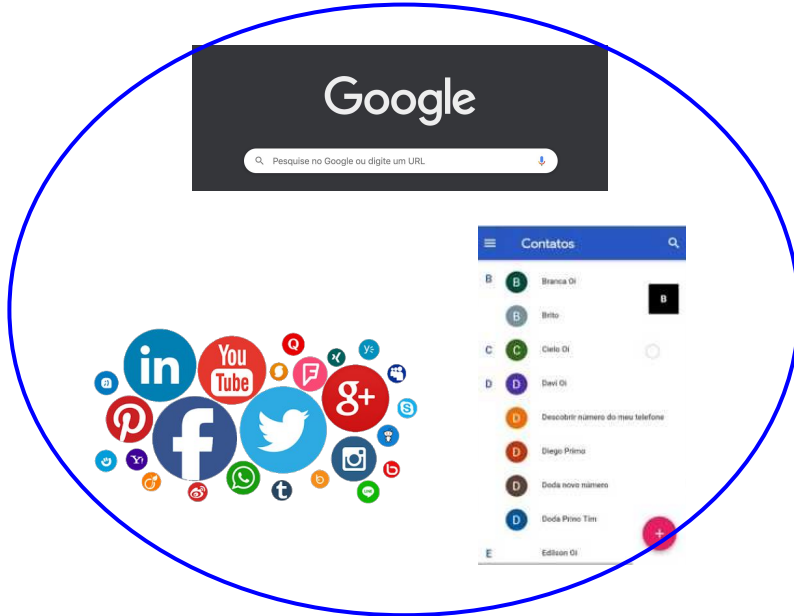 Google
Pesquise no Google ou digite um URL
Contatos
B
B
Branca Oi
B
B
Brito
C
C
Cielo Oi
D
D
Davi Oi
D
Descobrir número do meu telefone
D
Diego Primo
D
Doda novo número
D
Doda Primo Tim
E
Edilson Oi
in
You
Tube
Q
g+
f
t
S
Y!
b
LINE